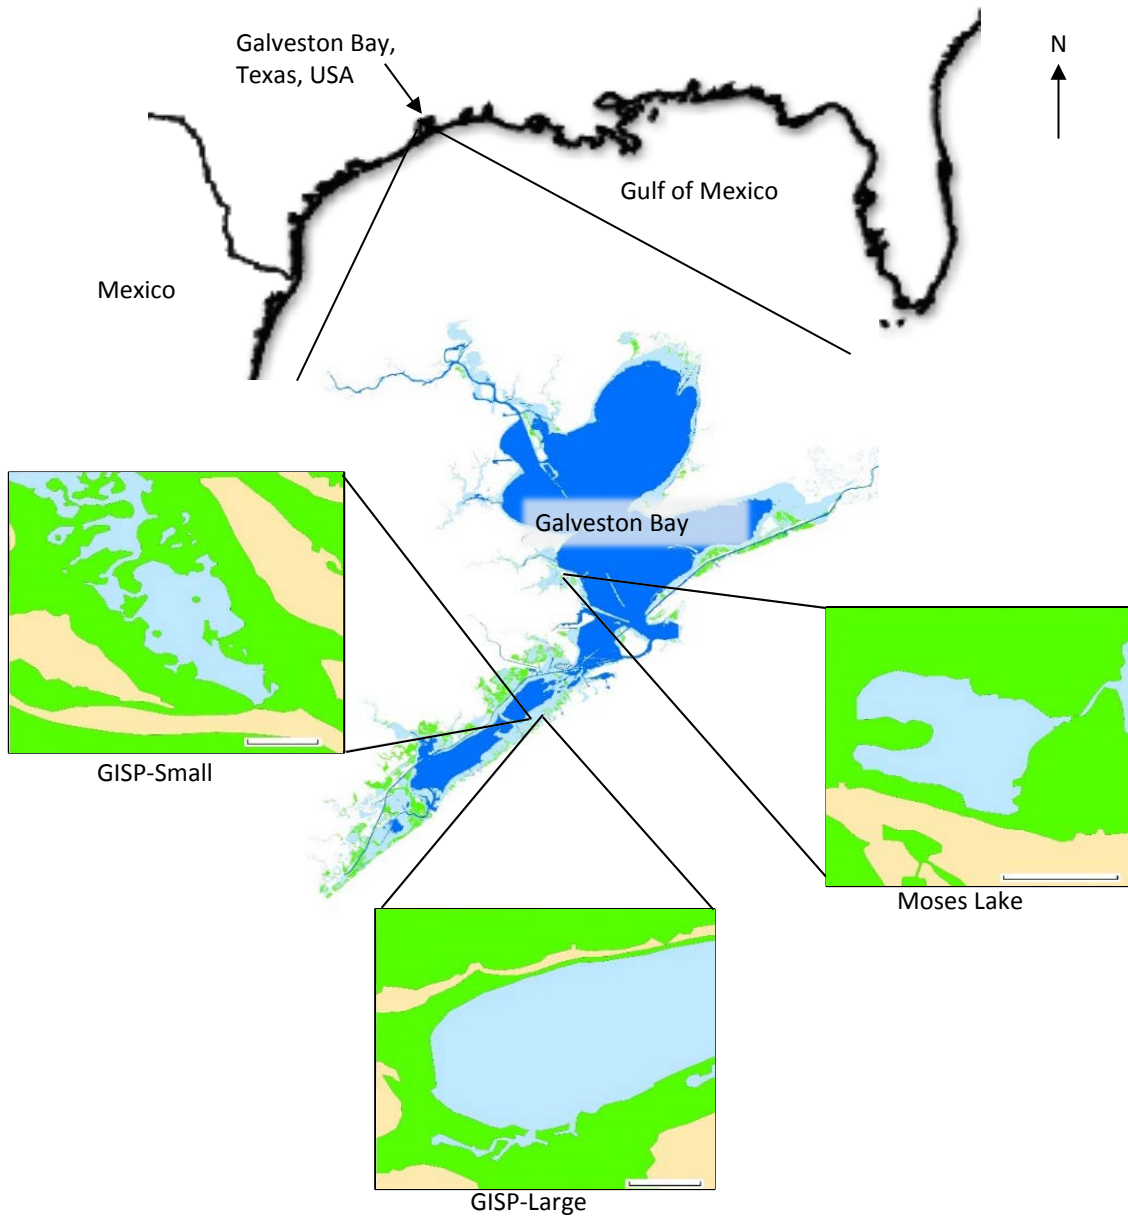 Galveston Bay,
Texas, USA
N
Gulf of Mexico
Mexico
Galveston Bay
GISP-Small
Moses Lake
GISP-Large